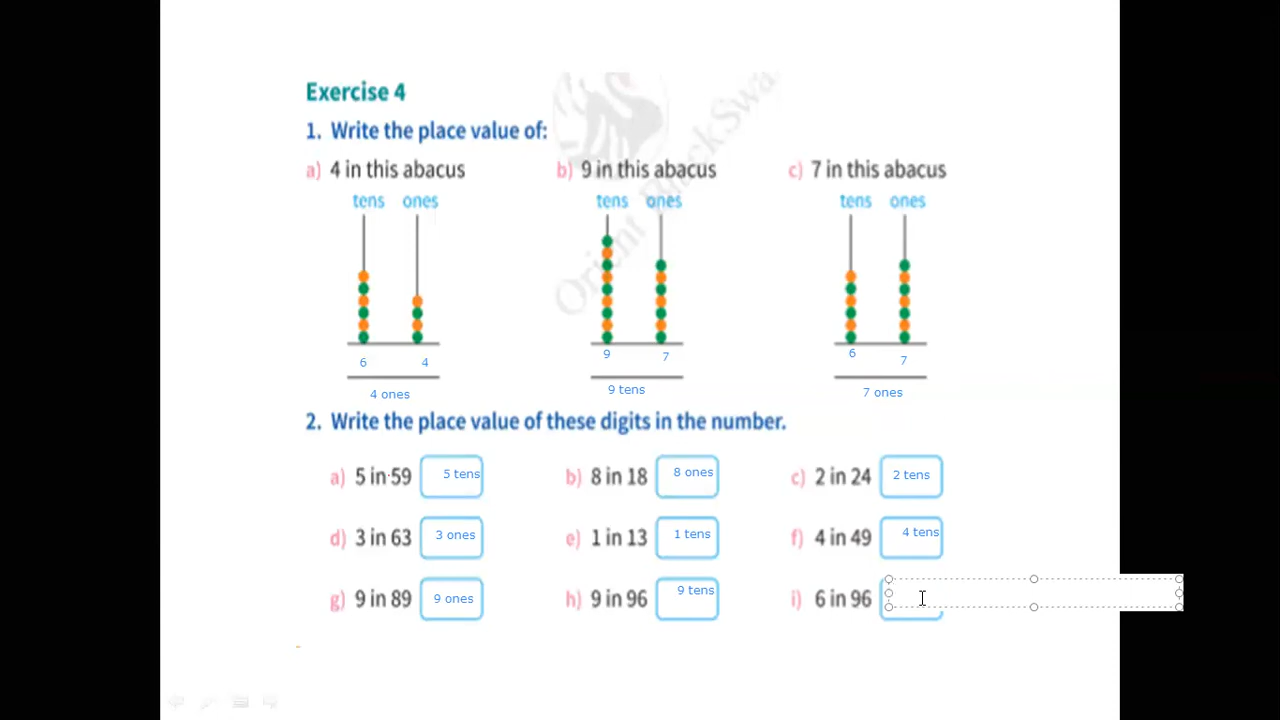 Exercise 4
1. Write the place value of:
a) 4 in this abacus b) 9 in this abacus c) 7 in this abacus
tens ones tens ones tens ones
6 4 9 7 6 7
4 ones 9 tens 7 ones
2. Write the place value of these digits in the number.
a) 5 in 59 5 tens b) 8 in 18 8 ones c) 2 in 24 2 tens
d) 3 in 63 3 ones e) 1 in 13 1 tens f) 4 in 49 4 tens
g) 9 in 89 9 ones h) 9 in 96 9 tens i) 6 in 96
Orient BlackSwa